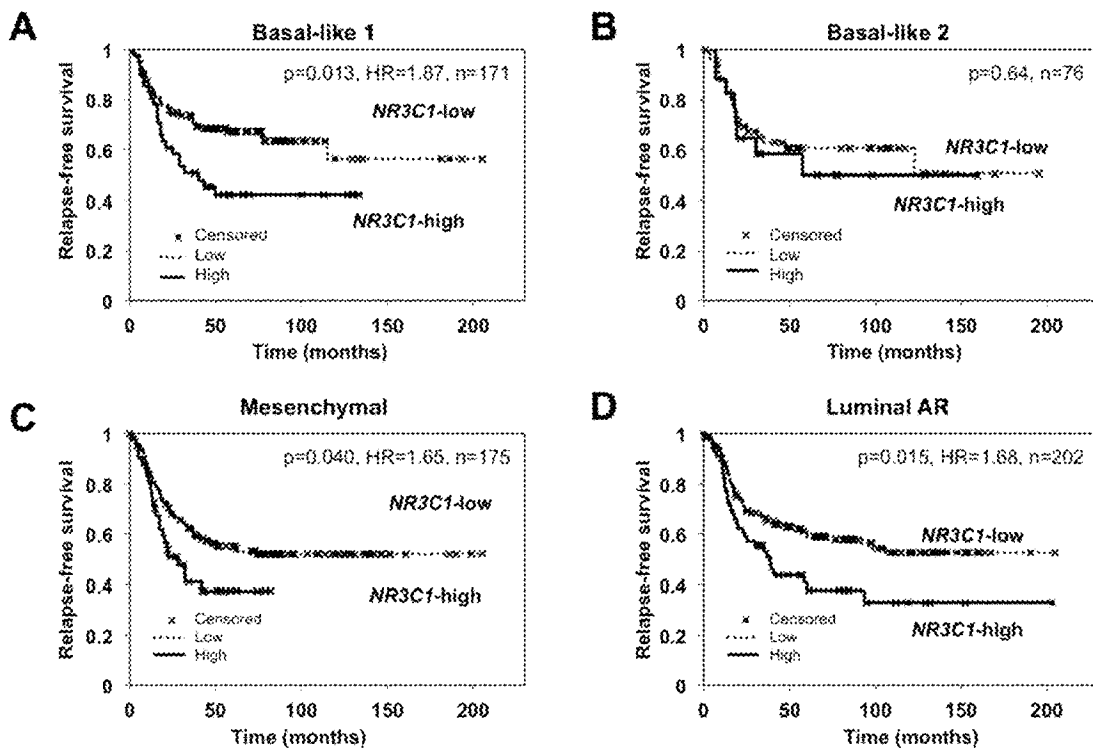 A
Basal-like 1
p=0.013, HR=1.87, n=171
NR3C1-low
NR3C1-high
Censored
Low
High
Relapse-free survival
1
0.8
0.6
0.4
0.2
0
0 50 100 150 200
Time (months)
B
Basal-like 2
p=0.64, n=76
NR3C1-low
NR3C1-high
Censored
Low
High
Relapse-free survival
1
0.8
0.6
0.4
0.2
0
0 50 100 150 200
Time (months)
C
Mesenchymal
p=0.040, HR=1.65, n=175
NR3C1-low
NR3C1-high
Censored
Low
High
Relapse-free survival
1
0.8
0.6
0.4
0.2
0
0 50 100 150 200
Time (months)
D
Luminal AR
p=0.015, HR=1.68, n=202
NR3C1-low
NR3C1-high
Censored
Low
High
Relapse-free survival
1
0.8
0.6
0.4
0.2
0
0 50 100 150 200
Time (months)